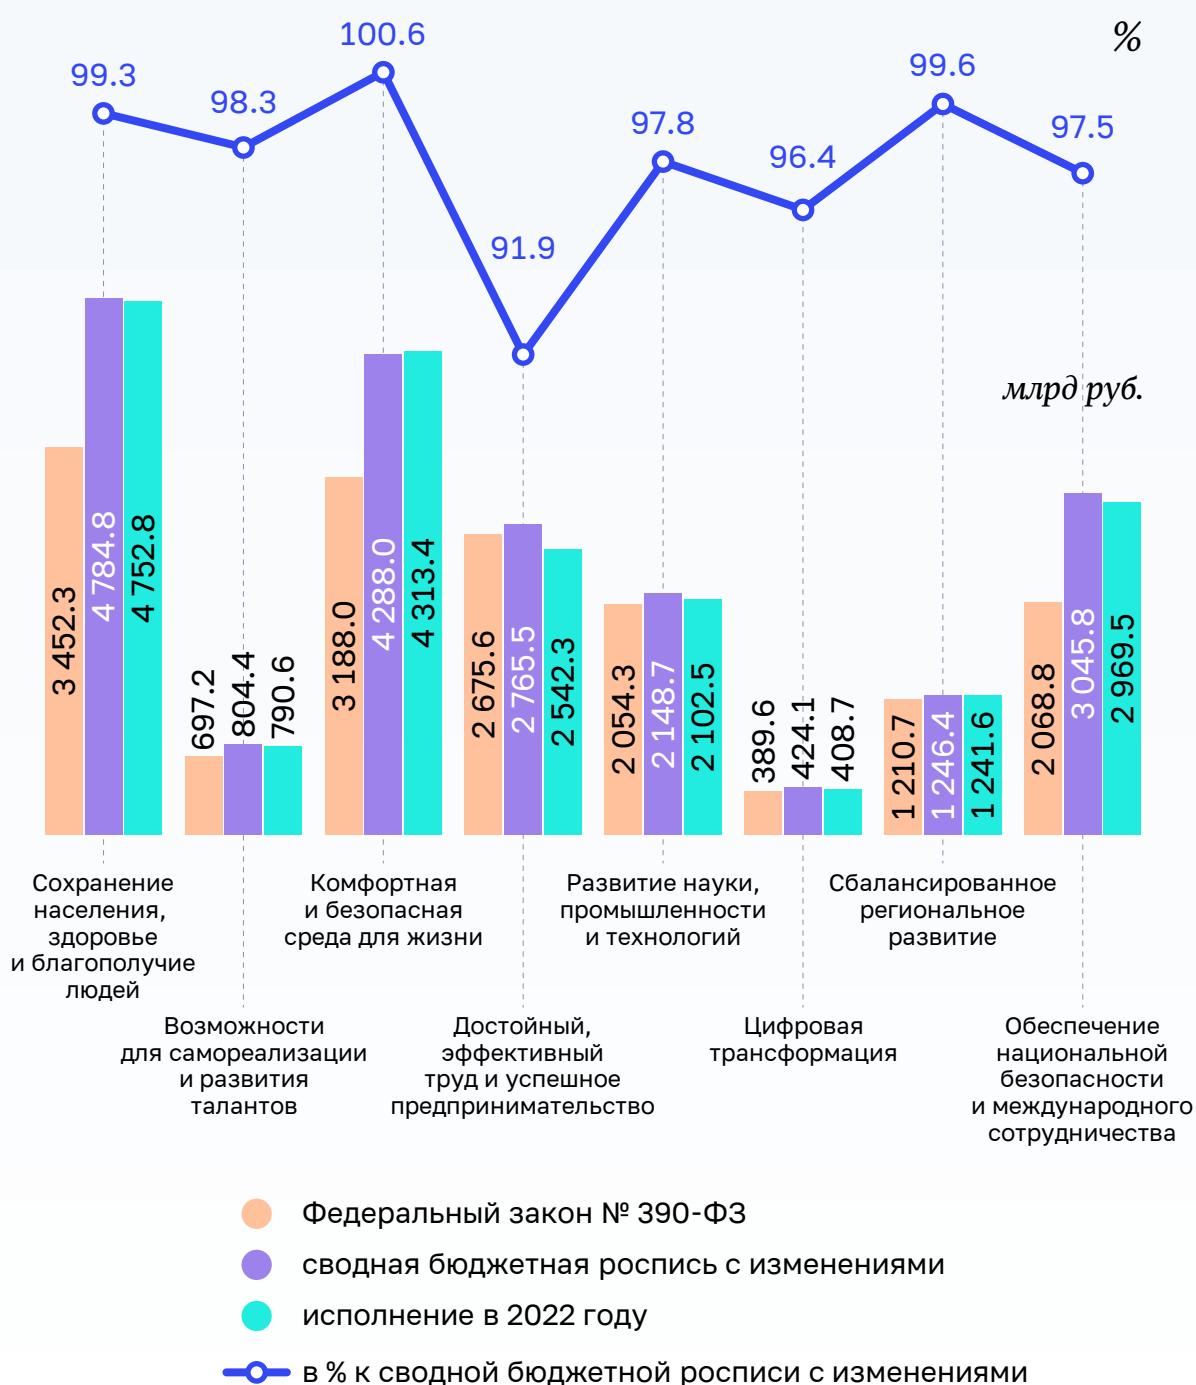 %
99.3
98.3
100.6
91.9
97.8
96.4
99.6
97.5
млрд руб.
3 452.3
4 784.8
4 752.8
697.2
804.4
790.6
3 188.0
4 288.0
4 313.4
2 675.6
2 765.5
2 542.3
2 054.3
2 148.7
2 102.5
389.6
424.1
408.7
1 210.7
1 246.4
1 241.6
2 068.8
3 045.8
2 969.5
Сохранение
населения,
здоровье
и благополучие
людей
Возможности
для самореализации
и развития
талантов
Комфортная
и безопасная
среда для жизни
Достойный,
эффективный
труд и успешное
предпринимательство
Развитие науки,
промышленности
и технологий
Цифровая
трансформация
Сбалансированное
региональное
развитие
Обеспечение
национальной
безопасности
и международного
сотрудничества
Федеральный закон № 390-ФЗ
сводная бюджетная роспись с изменениями
исполнение в 2022 году
в % к сводной бюджетной росписи с изменениями